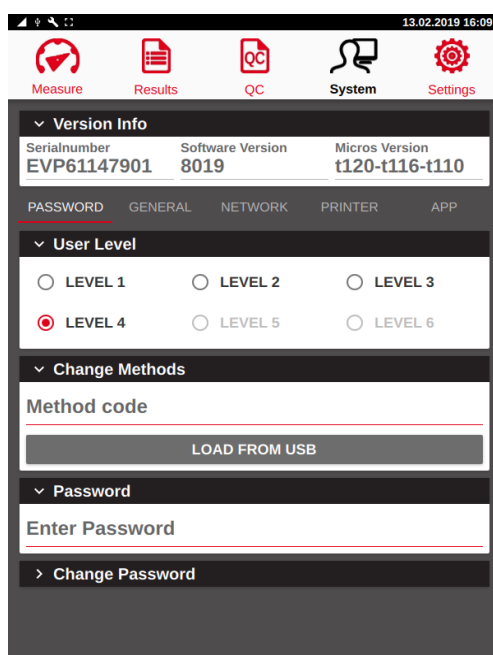 13.02.2019 16:09
QC
Measure Results QC System Settings
Version Info
Serialnumber Software Version Micros Version
EVP61147901 8019 t120-t116-t110
PASSWORD GENERAL NETWORK PRINTER APP
User Level
LEVEL 1 LEVEL 2 LEVEL 3
LEVEL 4 LEVEL 5 LEVEL 6
Change Methods
Method code
LOAD FROM USB
Password
Enter Password
Change Password